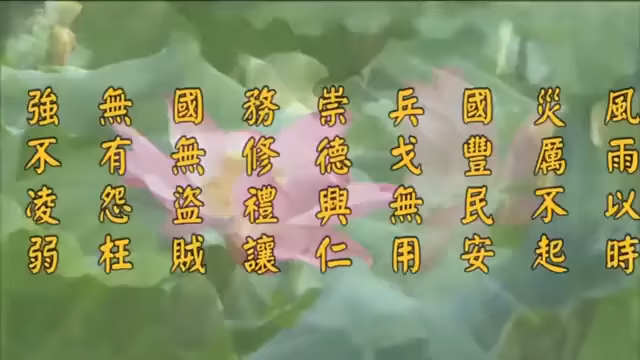 風雨以時
災厲不起
國豐民安
兵戈無用
崇德興仁
務修禮讓
國無盜賊
無有怨枉
強不凌弱